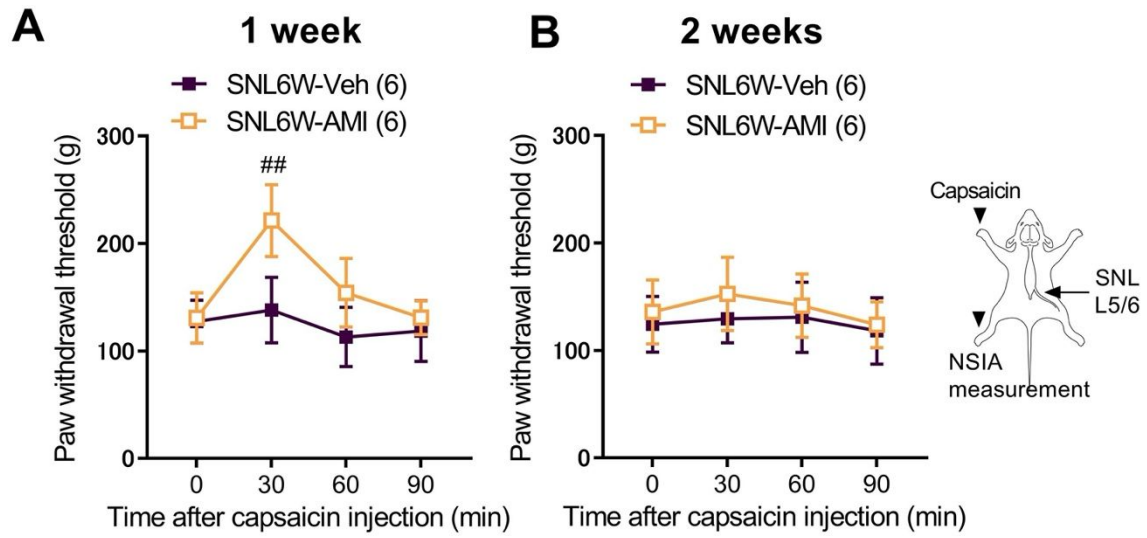 A
1 week
SNL6W-Veh (6)
SNL6W-AMI (6)
Paw withdrawal threshold (g)
300
200
100
0
##
0 30 60 90
Time after capsaicin injection (min)
B
2 weeks
SNL6W-Veh (6)
SNL6W-AMI (6)
Paw withdrawal threshold (g)
300
200
100
0
0 30 60 90
Time after capsaicin injection (min)
Capsaicin
SNL
L5/6
NSIA
measurement